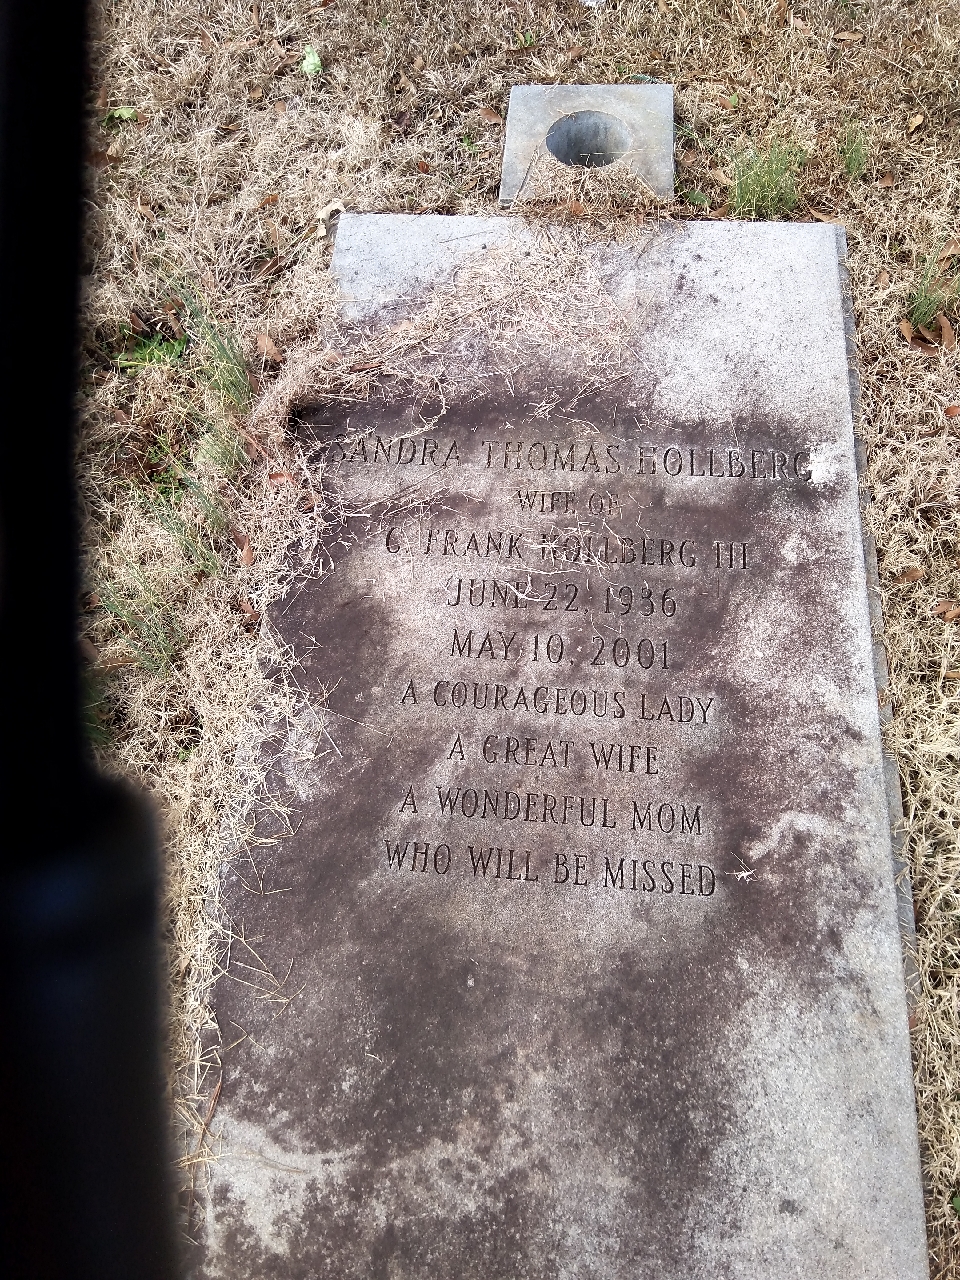 SANDRA THOMAS HOLLBERG
WIFE OF
C. FRANK HOLLBERG III
JUNE 22, 1936
MAY 10, 2001
A COURAGEOUS LADY
A GREAT WIFE
A WONDERFUL MOM
WHO WILL BE MISSED